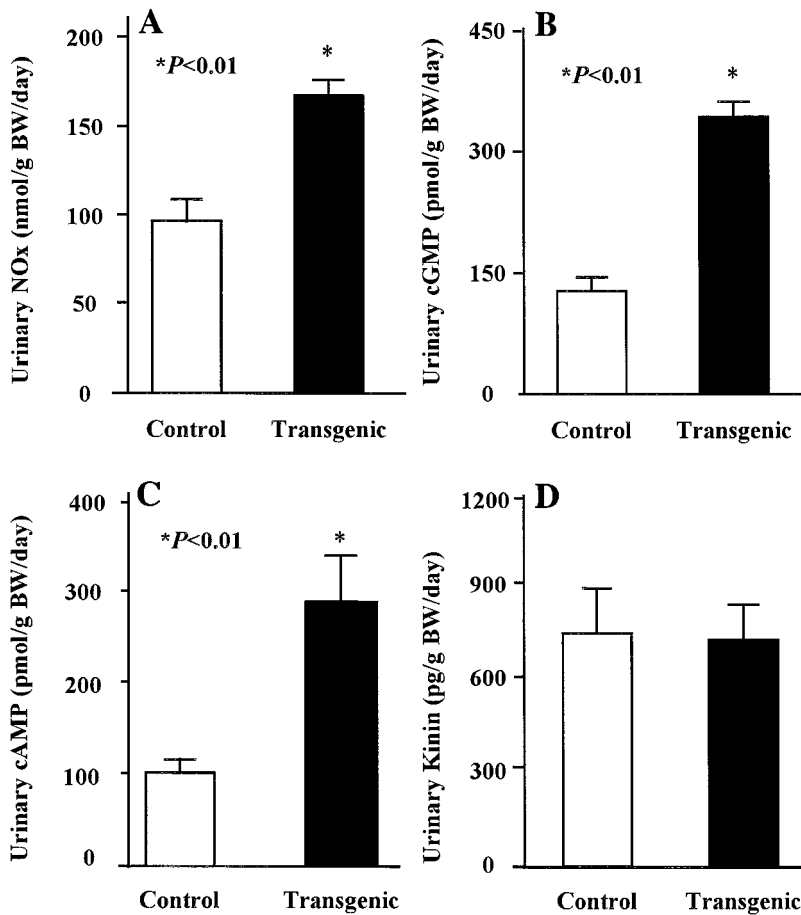 A
*P<0.01
*
Urinary NOx (nmol/g BW/day)
200
150
100
50
0
Control Transgenic
B
*P<0.01
*
Urinary cGMP (pmol/g BW/day)
450
300
150
0
Control Transgenic
C
*P<0.01
*
Urinary cAMP (pmol/g BW/day)
400
300
200
100
0
Control Transgenic
D
Urinary Kinin (pg/g BW/day)
1200
900
600
300
0
Control Transgenic